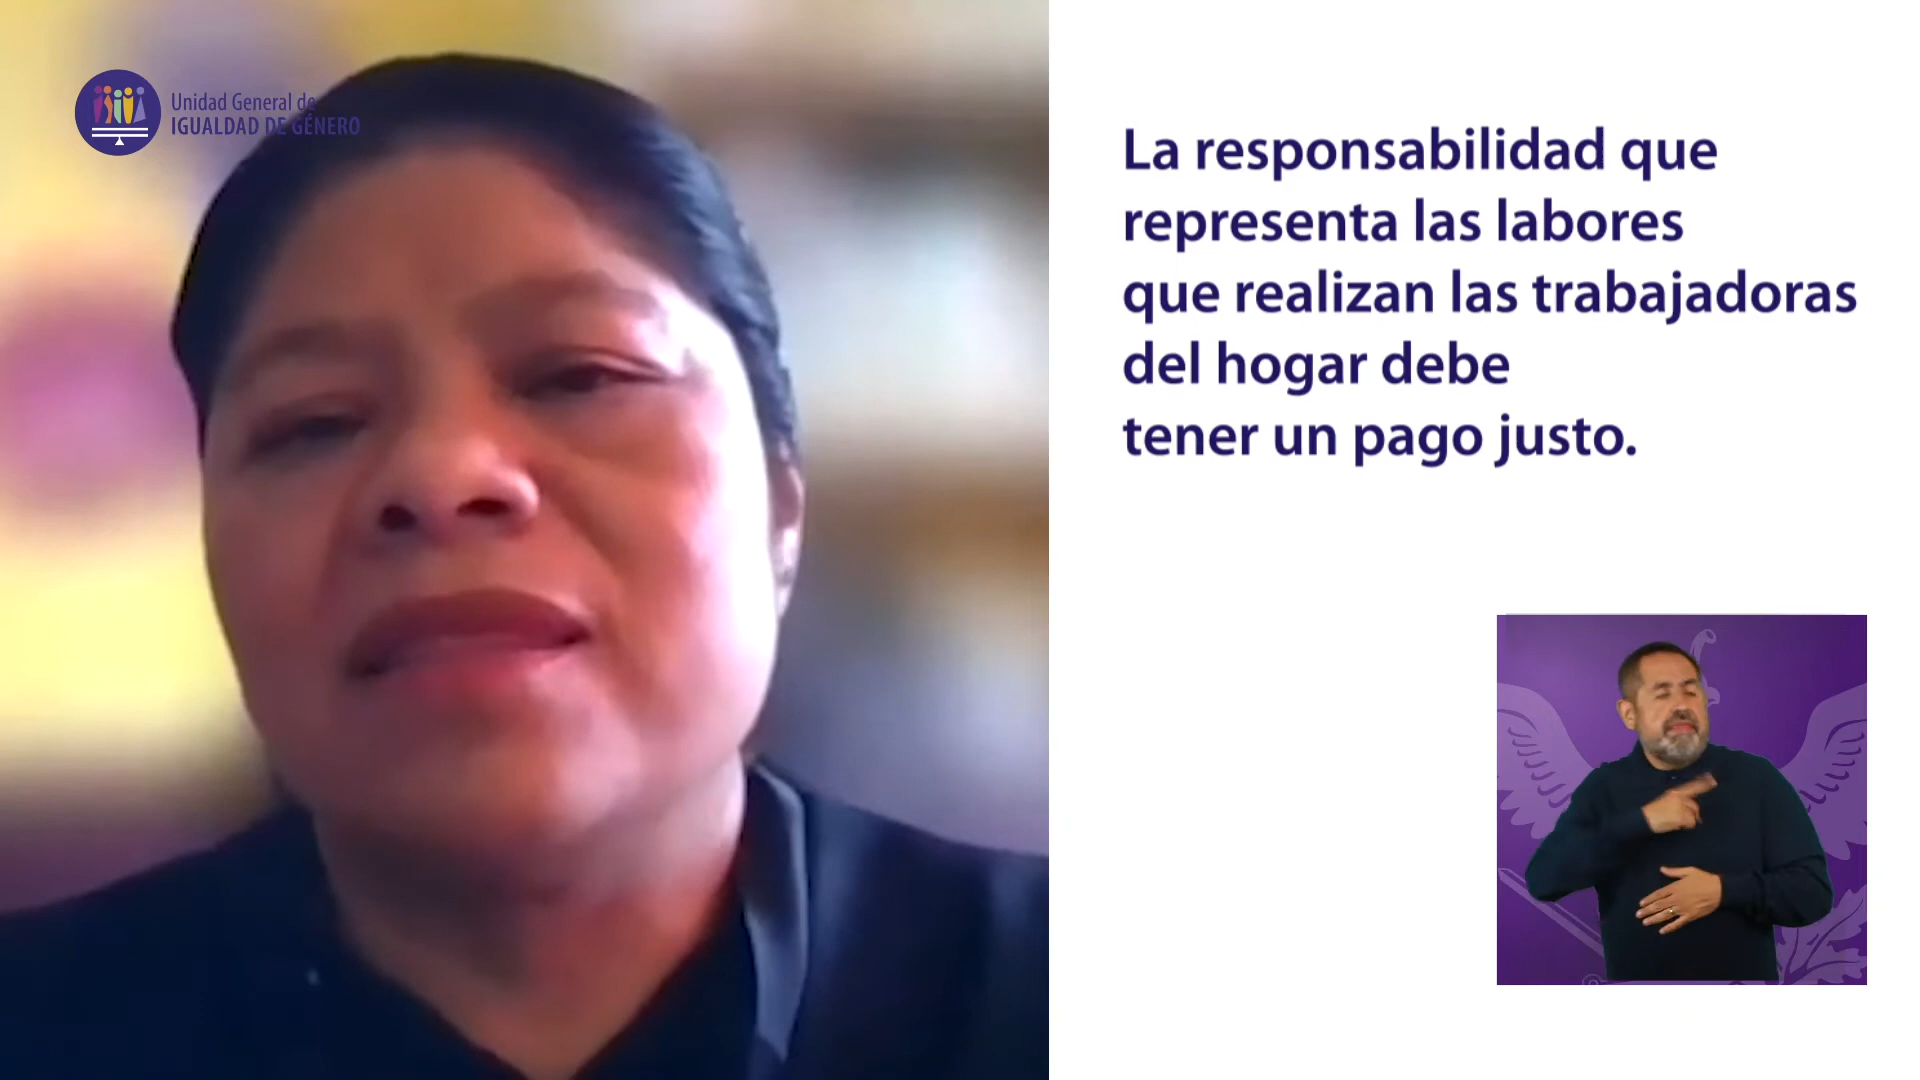 Unidad General de
IGUALDAD DE GÉNERO
La responsabilidad que
representa las labores
que realizan las trabajadoras
del hogar debe
tener un pago justo.